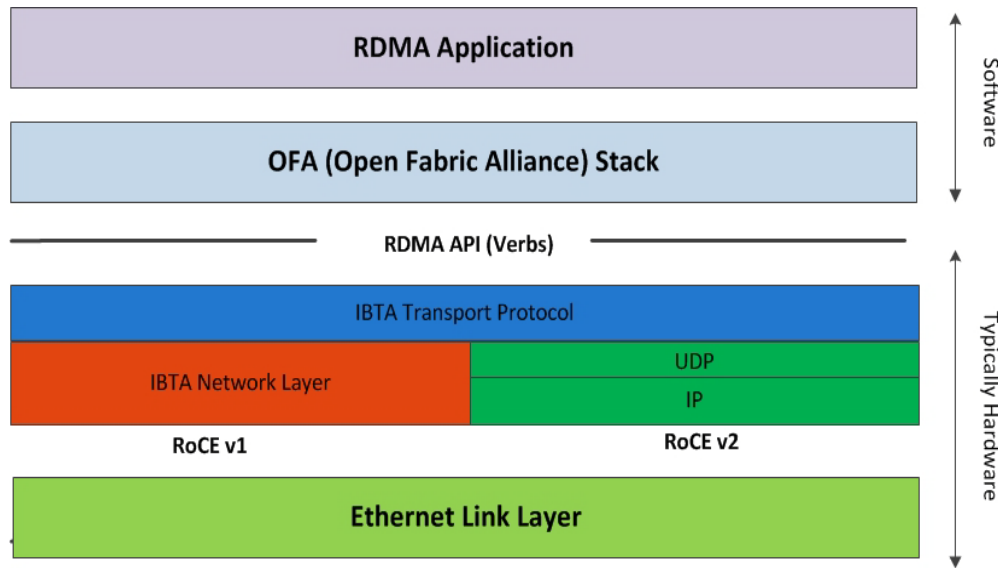 RDMA Application
OFA (Open Fabric Alliance) Stack
Software
RDMA API (Verbs)
IBTA Transport Protocol
IBTA Network Layer
UDP
IP
RoCE v1
RoCE v2
Ethernet Link Layer
Typically Hardware